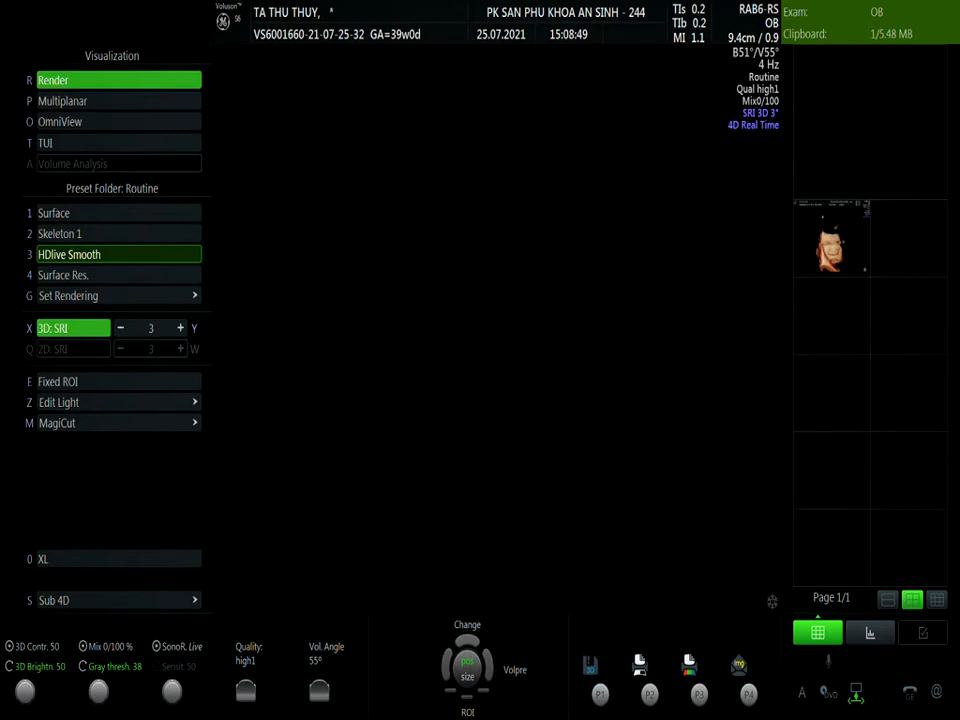 Voluson™
S6
TA THU THUY, *
PK SAN PHU KHOA AN SINH - 244
VS6001660-21-07-25-32 GA=39w0d
25.07.2021 15:08:49
TIs 0.2
TIb 0.2
MI 1.1
RAB6-RS
OB
9.4cm / 0.9
B51°/V55°
4 Hz
Routine
Qual high1
Mix0/100
SRI 3D 3*
4D Real Time
Exam: OB
Clipboard: 1/5.48 MB
Visualization
R Render
P Multiplanar
O OmniView
T TUI
A Volume Analysis
Preset Folder: Routine
1 Surface
2 Skeleton 1
3 HDlive Smooth
4 Surface Res.
G Set Rendering >
X 3D: SRI − 3 + Y
Q 2D: SRI − 3 + W
E Fixed ROI
Z Edit Light >
M MagiCut >
0 XL
S Sub 4D >
Page 1/1
3D Contr. 50
Mix 0/100 %
SonoR. Live
3D Brightn. 50
Gray thresh. 38
Sensit. 50
Quality:
high1
Vol. Angle
55°
Change
pos
size
Volpre
ROI
3D
img
P1
P2
P3
P4
A
DVD
GE
@